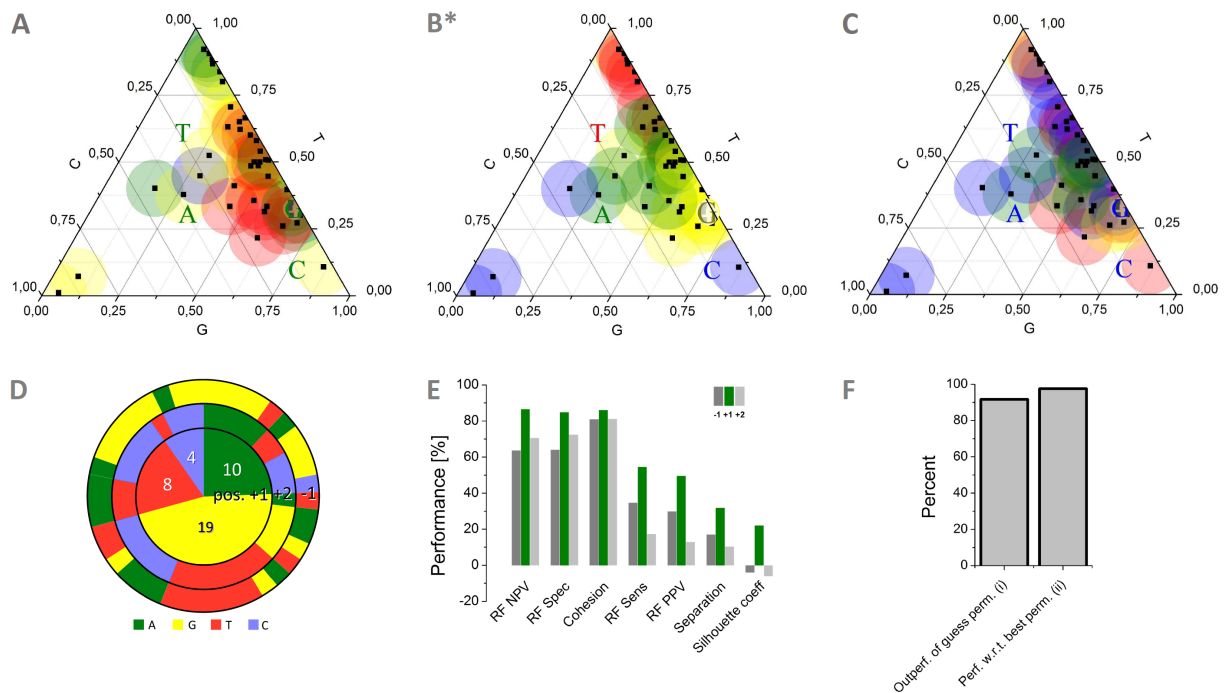 A
B*
C
0,00
1,00
0,25
0,75
C
T
T
0,50
0,50
0,75
A
G
0,25
C
1,00
0,00
0,00
0,25
0,50
0,75
1,00
G
0,00
1,00
0,25
0,75
C
T
T
0,50
0,50
0,75
A
G
0,25
C
1,00
0,00
0,00
0,25
0,50
0,75
1,00
G
0,00
1,00
0,25
0,75
C
T
T
0,50
0,50
0,75
A
G
0,25
C
1,00
0,00
0,00
0,25
0,50
0,75
1,00
G
D
4
10
8
pos. +1 +2 -1
19
A G T C
E
Performance [%]
100
80
60
40
20
0
-20
-1 +1 +2
RF NPV
RF Spec
Cohesion
RF Sens
RF PPV
Separation
Silhouette coeff
F
Percent
100
80
60
40
20
0
Outperf. of guess perm. (i)
Perf. w.r.t. best perm. (ii)